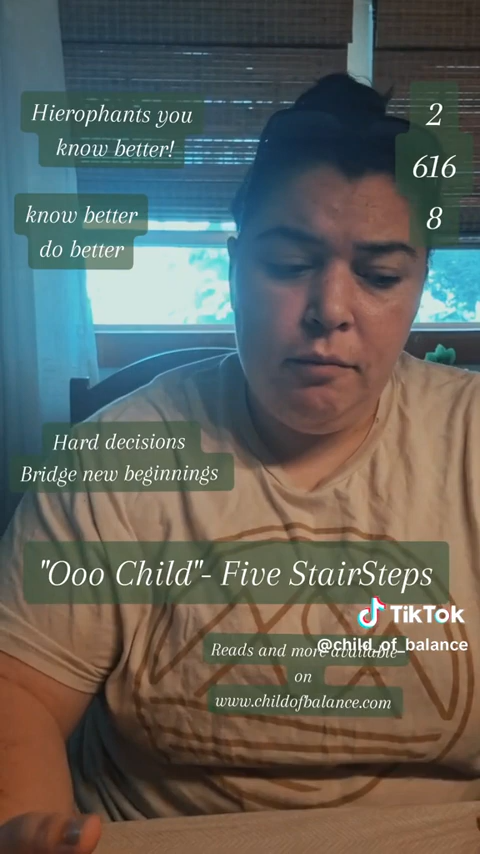 Hierophants you
know better!
2
616
8
know better
do better
Hard decisions
Bridge new beginnings
"Ooo Child"- Five StairSteps
TikTok
@child_of_balance
Reads and more available
on
www.childofbalance.com